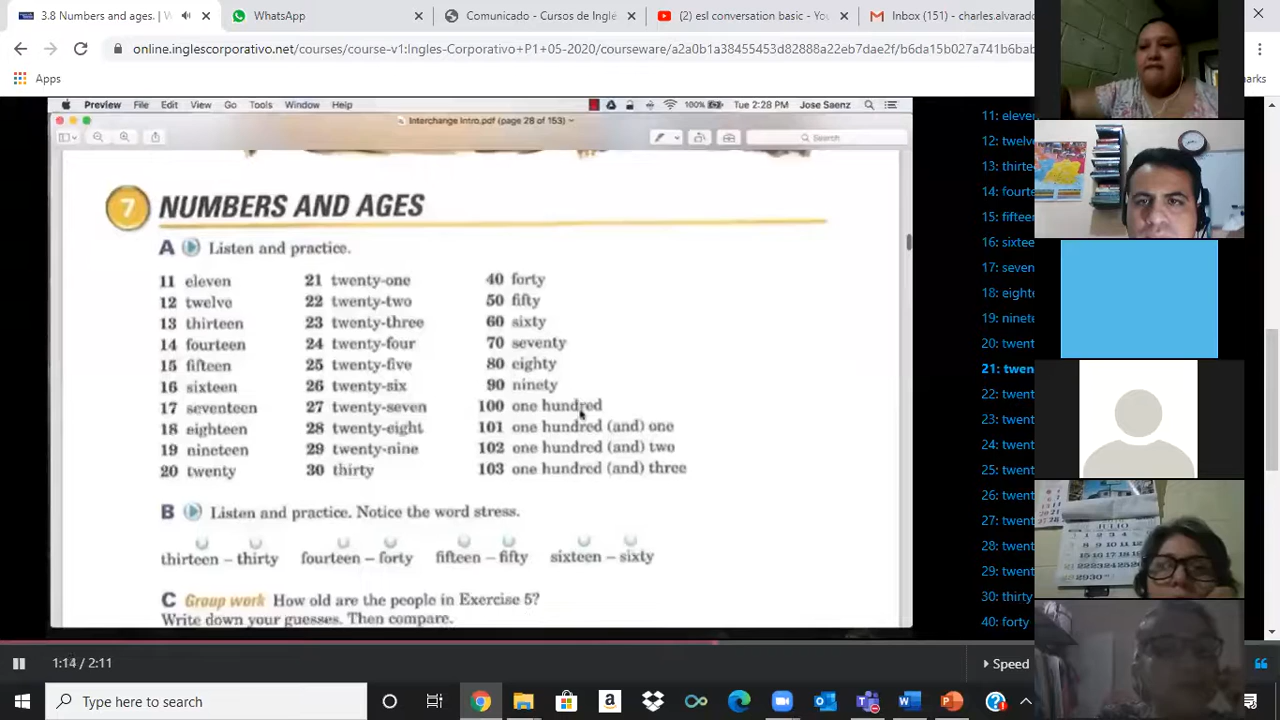 3.8 Numbers and ages.
WhatsApp
Comunicado - Cursos de Inglé
(2) esl conversation basic - You
Inbox (151) - charles.alvarado
online.inglescorporativo.net/courses/course-v1:Ingles-Corporativo+P1+05-2020/courseware/a2a0b1a38455453d82888a22eb7dae2f/b6da15b027a741b6bab
Apps
marks
Preview File Edit View Go Tools Window Help
100% Tue 2:28 PM Jose Saenz
Interchange Intro.pdf (page 28 of 153)
Search
7 NUMBERS AND AGES
A Listen and practice.
11 eleven 21 twenty-one 40 forty
12 twelve 22 twenty-two 50 fifty
13 thirteen 23 twenty-three 60 sixty
14 fourteen 24 twenty-four 70 seventy
15 fifteen 25 twenty-five 80 eighty
16 sixteen 26 twenty-six 90 ninety
17 seventeen 27 twenty-seven 100 one hundred
18 eighteen 28 twenty-eight 101 one hundred (and) one
19 nineteen 29 twenty-nine 102 one hundred (and) two
20 twenty 30 thirty 103 one hundred (and) three
B Listen and practice. Notice the word stress.
thirteen – thirty fourteen – forty fifteen – fifty sixteen – sixty
C Group work How old are the people in Exercise 5?
Write down your guesses. Then compare.
11: eleve
12: twelve
13: thirte
14: fourte
15: fifteen
16: sixtee
17: seven
18: eighte
19: ninete
20: twent
21: twen
22: twent
23: twent
24: twent
25: twent
26: twent
27: twent
28: twent
29: twent
30: thirty
40: forty
JULIO
1:14 / 2:11
Speed
Type here to search